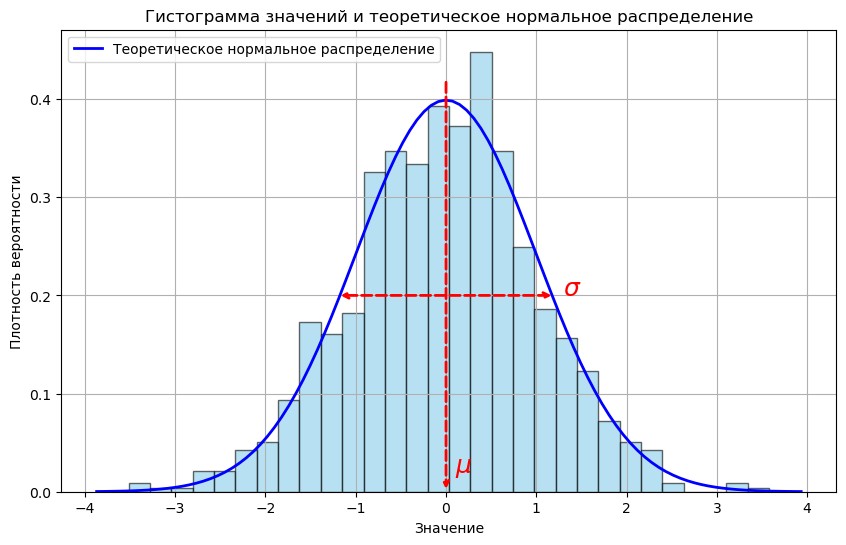 Гистограмма значений и теоретическое нормальное распределение
Теоретическое нормальное распределение
Плотность вероятности
0.4
0.3
0.2
0.1
0.0
σ
μ
−4 −3 −2 −1 0 1 2 3 4
Значение